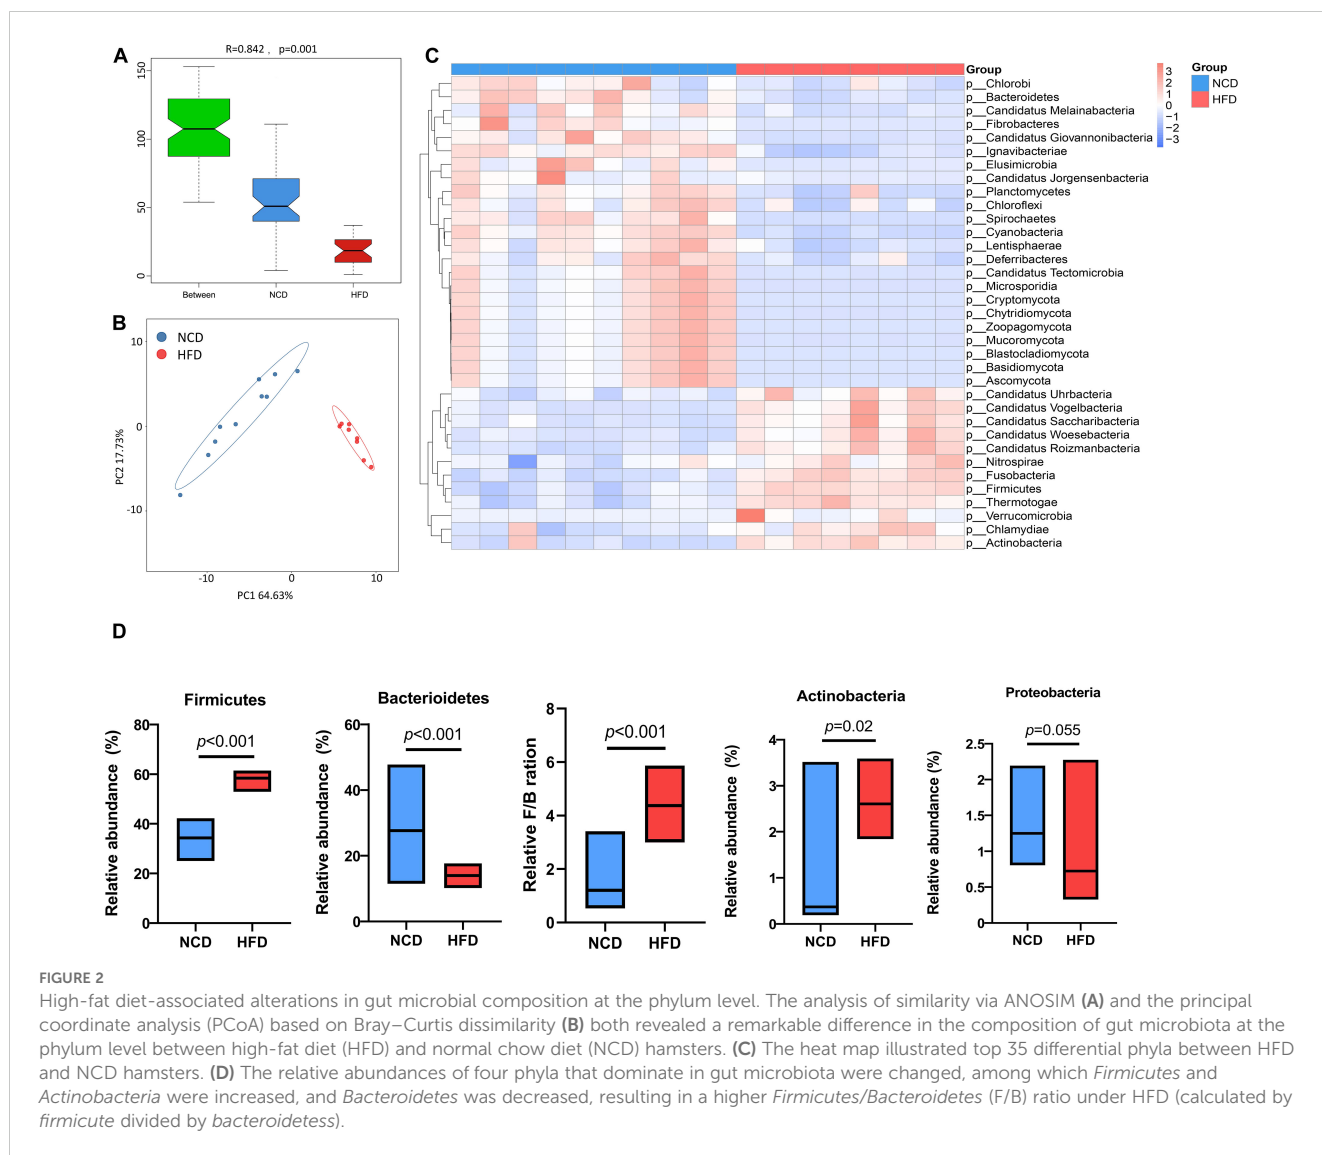 A
R=0.842 , p=0.001
150
100
50
0
Between
NCD
HFD
B
NCD
HFD
10
0
-10
PC2 17.73%
-10
0
10
PC1 64.63%
C
Group
p__Chlorobi
p__Bacteroidetes
p__Candidatus Melainabacteria
p__Fibrobacteres
p__Candidatus Giovannonibacteria
p__Ignavibacteriae
p__Elusimicrobia
p__Candidatus Jorgensenbacteria
p__Planctomycetes
p__Chloroflexi
p__Spirochaetes
p__Cyanobacteria
p__Lentisphaerae
p__Deferribacteres
p__Candidatus Tectomicrobia
p__Microsporidia
p__Cryptomycota
p__Chytridiomycota
p__Zoopagomycota
p__Mucoromycota
p__Blastocladiomycota
p__Basidiomycota
p__Ascomycota
p__Candidatus Uhrbacteria
p__Candidatus Vogelbacteria
p__Candidatus Saccharibacteria
p__Candidatus Woesebacteria
p__Candidatus Roizmanbacteria
p__Nitrospirae
p__Fusobacteria
p__Firmicutes
p__Thermotogae
p__Verrucomicrobia
p__Chlamydiae
p__Actinobacteria
3
2
1
0
−1
−2
−3
Group
NCD
HFD
D
Firmicutes
Relative abundance (%)
80
60
40
20
0
p<0.001
NCD
HFD
Bacterioidetes
Relative abundance (%)
60
40
20
0
p<0.001
NCD
HFD
Relative F/B ration
8
6
4
2
0
p<0.001
NCD
HFD
Actinobacteria
Relative abundance (%)
4
3
2
1
0
p=0.02
NCD
HFD
Proteobacteria
Relative abundance (%)
2.5
2
1.5
1
0.5
0
p=0.055
NCD
HFD
FIGURE 2
High-fat diet-associated alterations in gut microbial composition at the phylum level. The analysis of similarity via ANOSIM (A) and the principal
coordinate analysis (PCoA) based on Bray–Curtis dissimilarity (B) both revealed a remarkable difference in the composition of gut microbiota at the
phylum level between high-fat diet (HFD) and normal chow diet (NCD) hamsters. (C) The heat map illustrated top 35 differential phyla between HFD
and NCD hamsters. (D) The relative abundances of four phyla that dominate in gut microbiota were changed, among which Firmicutes and
Actinobacteria were increased, and Bacteroidetes was decreased, resulting in a higher Firmicutes/Bacteroidetes (F/B) ratio under HFD (calculated by
firmicute divided by bacteroidetess).